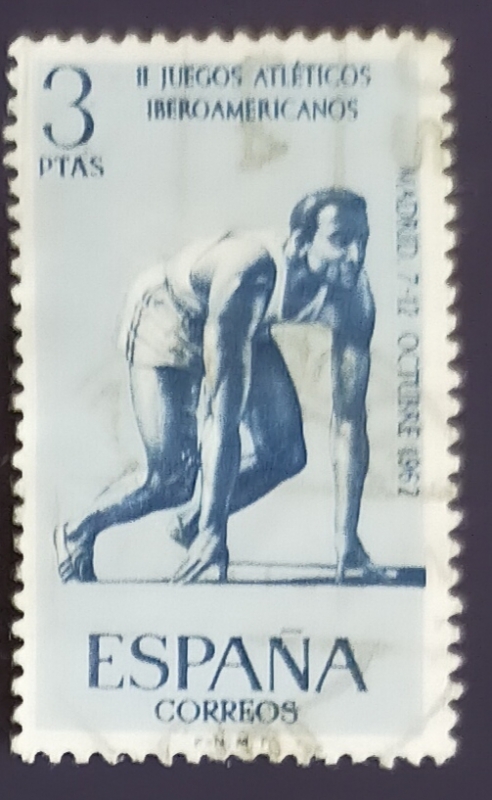 3
PTAS
II JUEGOS ATLÉTICOS
IBEROAMERICANOS
MADRID 7-12 OCTUBRE 1962
ESPAÑA
CORREOS
F.N.M.T.